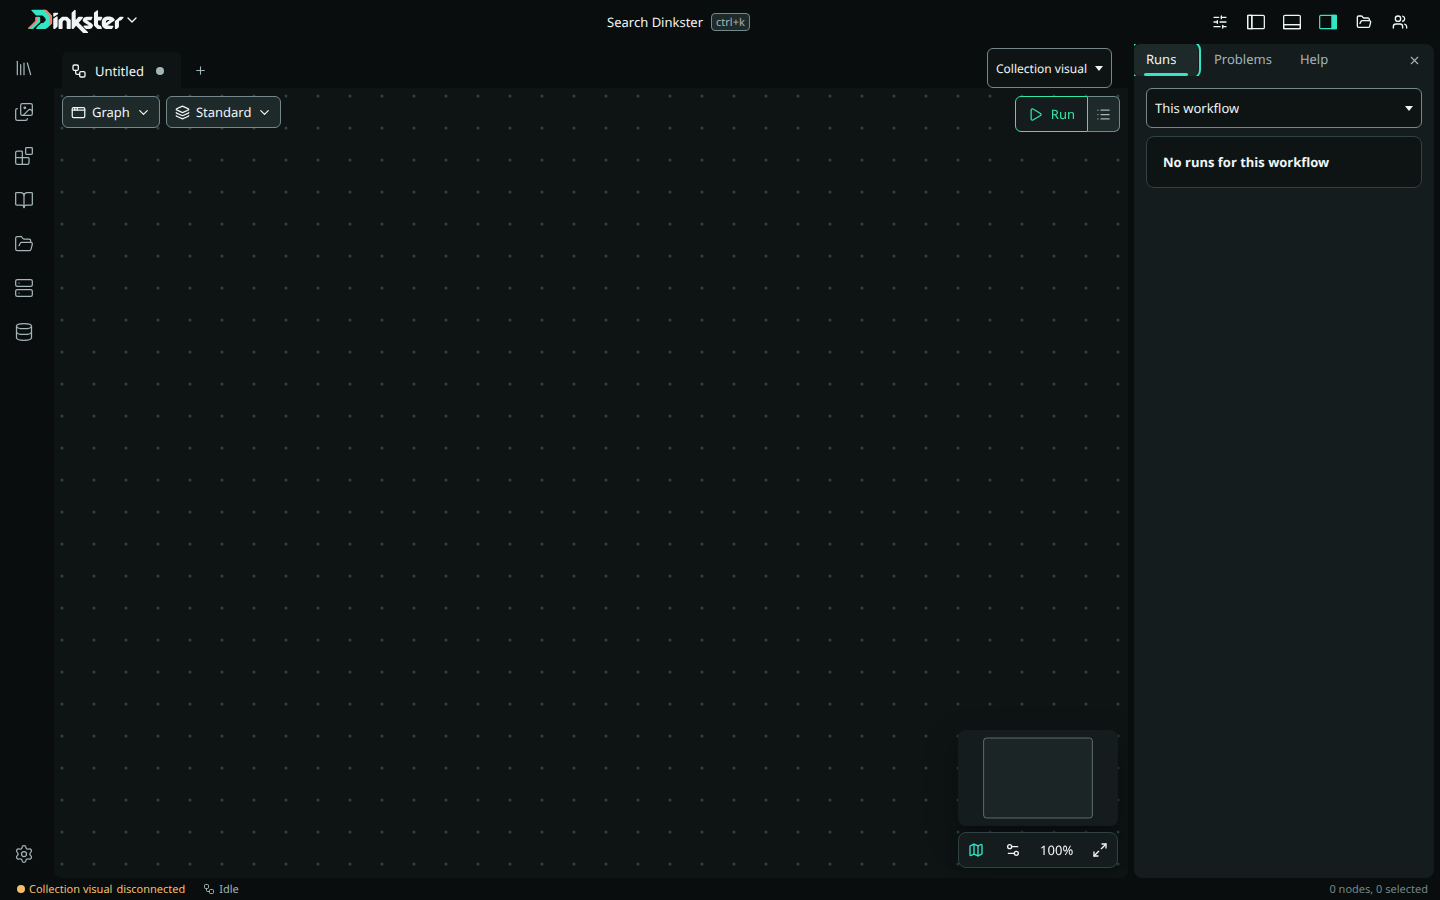 Dinkster
Search Dinkster ctrl+k
Untitled
Collection visual
Graph
Standard
Run
Runs
Problems
Help
This workflow
No runs for this workflow
100%
Collection visual disconnected
Idle
0 nodes, 0 selected